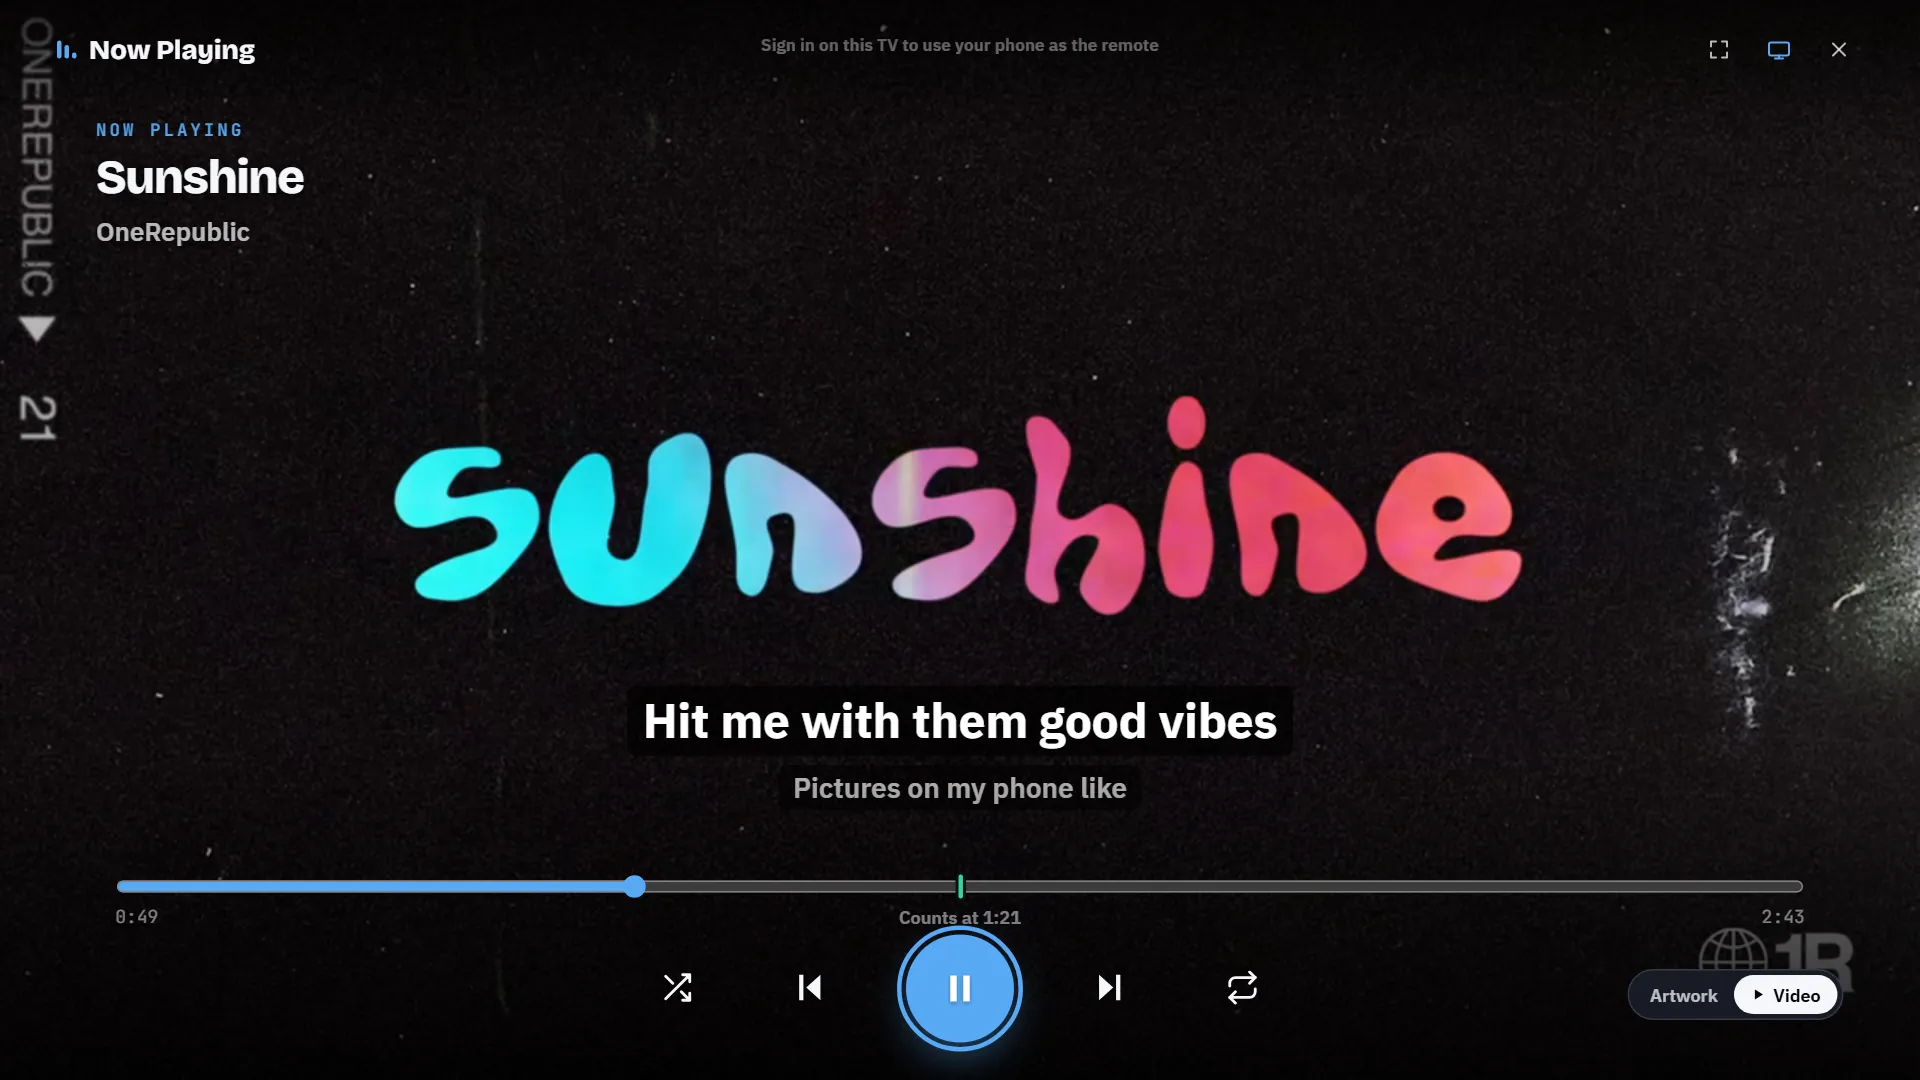 Now Playing
Sign in on this TV to use your phone as the remote
ONEREPUBLIC
21
NOW PLAYING
Sunshine
OneRepublic
sunshine
Hit me with them good vibes
Pictures on my phone like
0:49
Counts at 1:21
2:43
1R
Artwork
Video